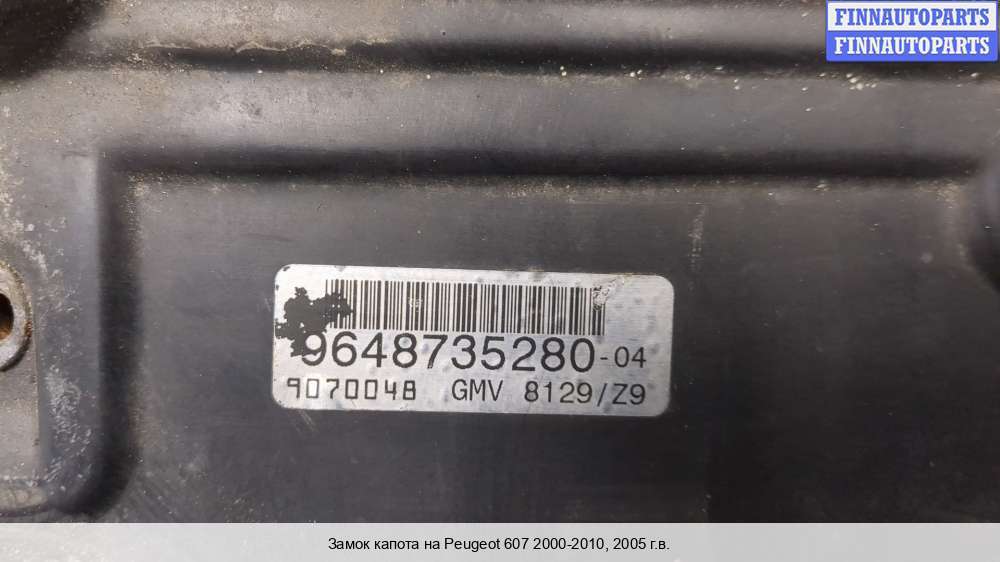 FINNAUTOPARTS
FINNAUTOPARTS
9648735280-04
9070048 GMV 8129/Z9
Замок капота на Peugeot 607 2000-2010, 2005 г.в.